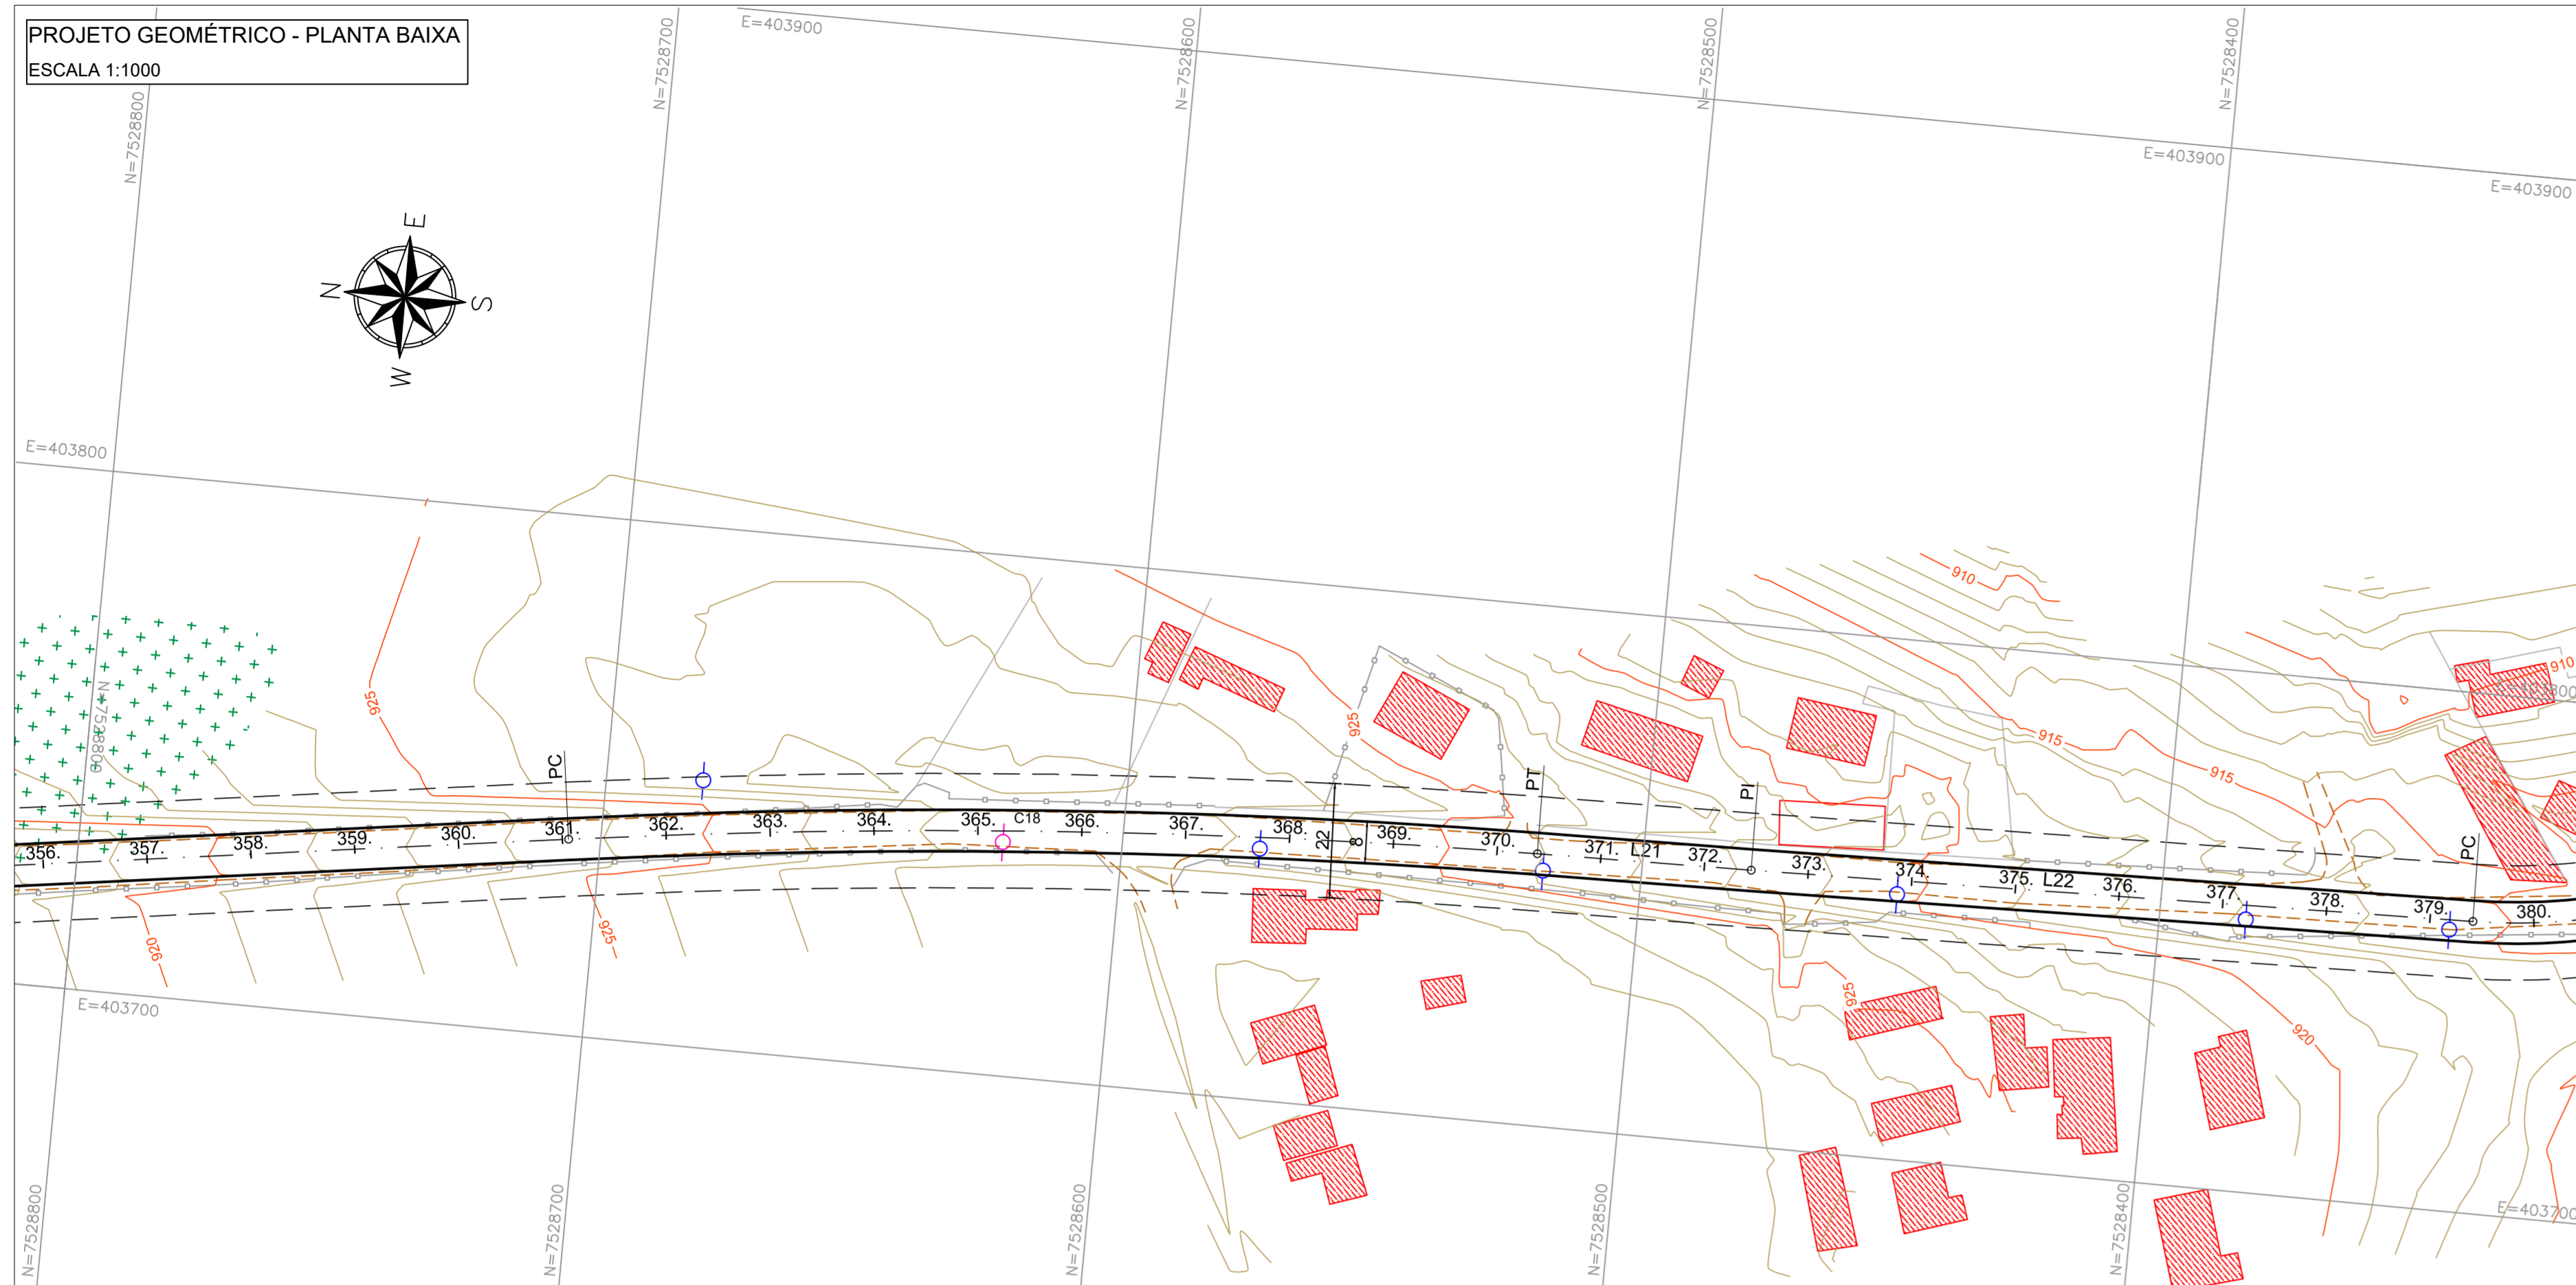 PROJETO GEOMÉTRICO - PLANTA BAIXA
ESCALA 1:1000
N=7528800
N=7528700
E=403900
N=7528600
N=7528500
N=7528400
E=403900
E=403900
E
N
S
W
E=403800
N=7528800
925
PC
925
PT
PI
910
915
915
910
E=403800
PC
356.
357.
358.
359.
360.
361.
362.
363.
364.
365.
C18
366.
367.
368.
22
8
369.
370.
371.
L21
372.
373.
374.
375.
L22
376.
377.
378.
379.
380.
920
925
925
920
E=403700
E=403700
N=7528800
N=7528700
N=7528600
N=7528500
N=7528400